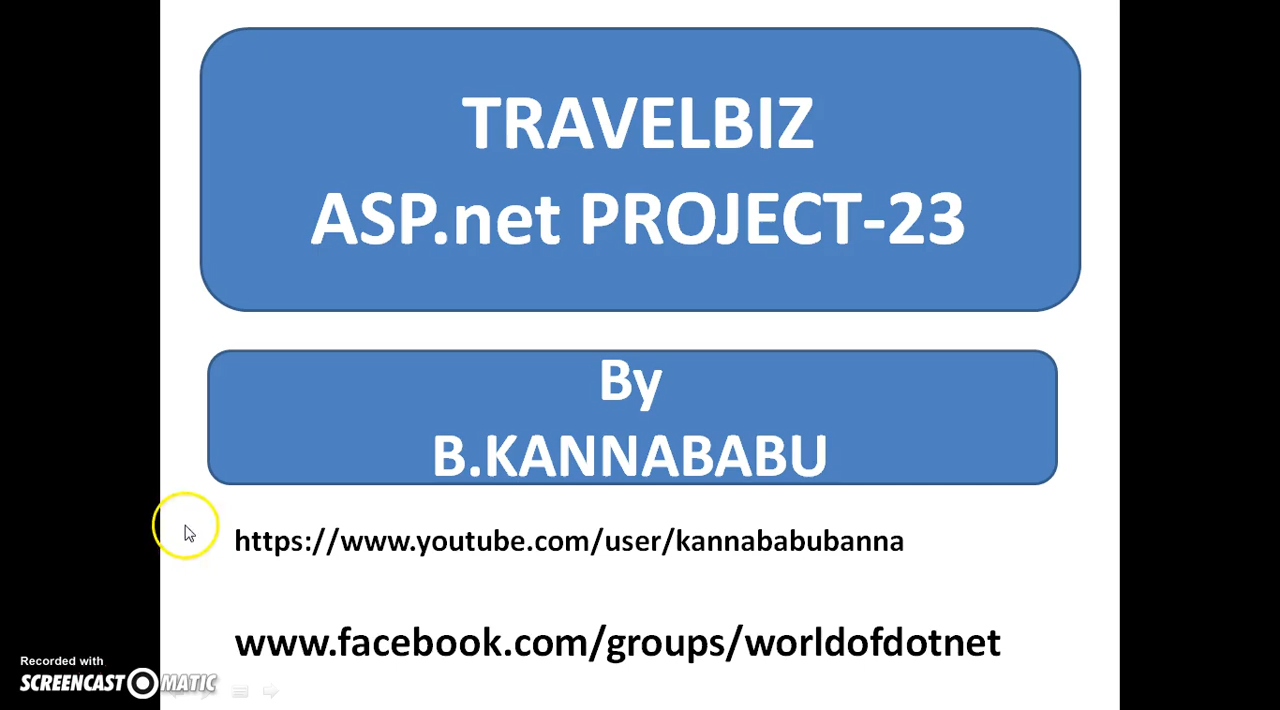 TRAVELBIZ
ASP.net PROJECT-23
By
B.KANNABABU
https://www.youtube.com/user/kannababubanna
www.facebook.com/groups/worldofdotnet
Recorded with
SCREENCAST MATIC